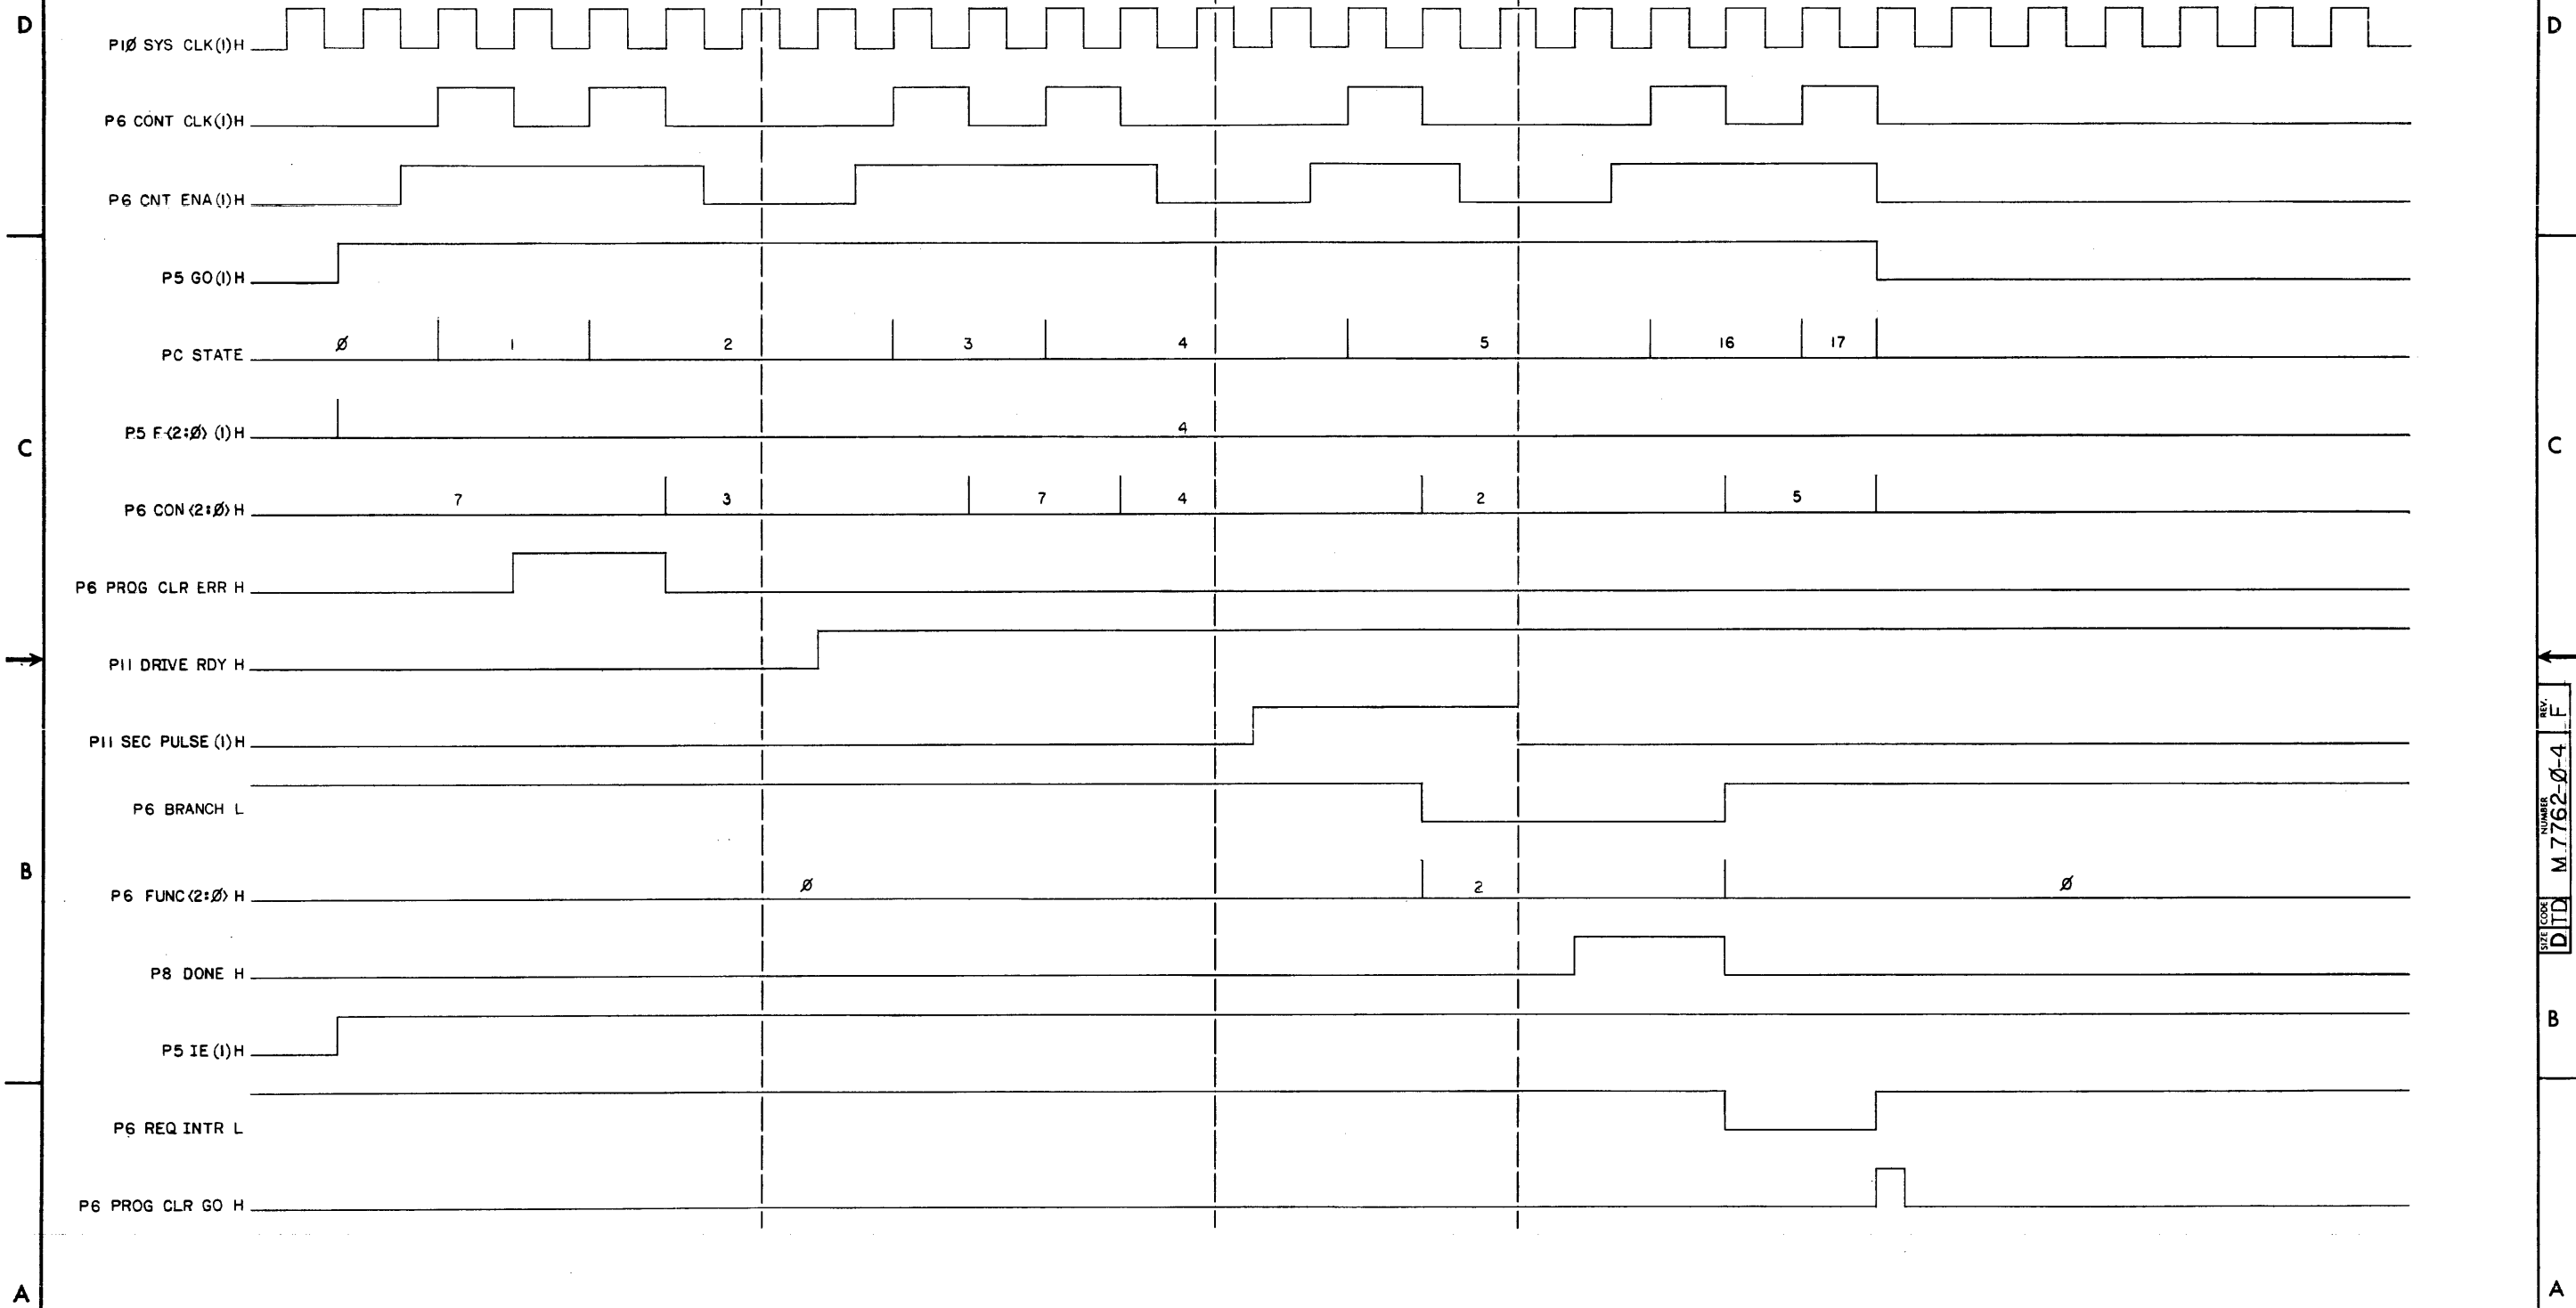 D
D
P1Ø SYS CLK(1)H
P6 CONT CLK(1)H
P6 CNT ENA(1)H
P5 GO(1)H
PC STATE Ø 1 2 3 4 5 16 17
P5 F<2:Ø> (1)H 4
C
C
P6 CON<2:Ø>H 7 3 7 4 2 5
P6 PROG CLR ERR H
P11 DRIVE RDY H
P11 SEC PULSE(1)H
P6 BRANCH L
B
P6 FUNC<2:Ø> H Ø 2 Ø
P8 DONE H
P5 IE(1)H
B
P6 REQ INTR L
P6 PROG CLR GO H
A
A
SIZE CODE NUMBER REV.
D TD M 7762-Ø-4 F